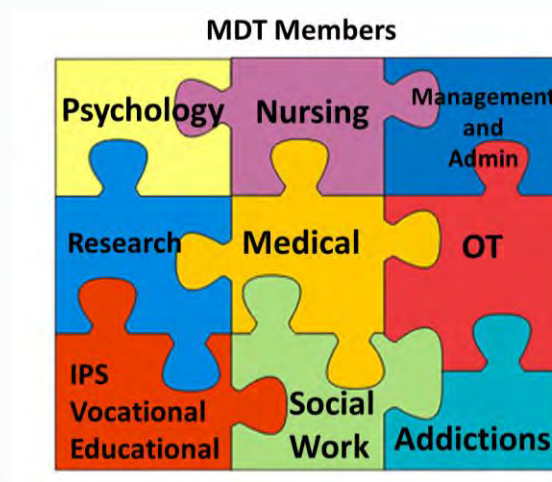 MDT Members
Psychology
Nursing
Management
and
Admin
Research
Medical
OT
IPS
Vocational
Educational
Social
Work
Addictions